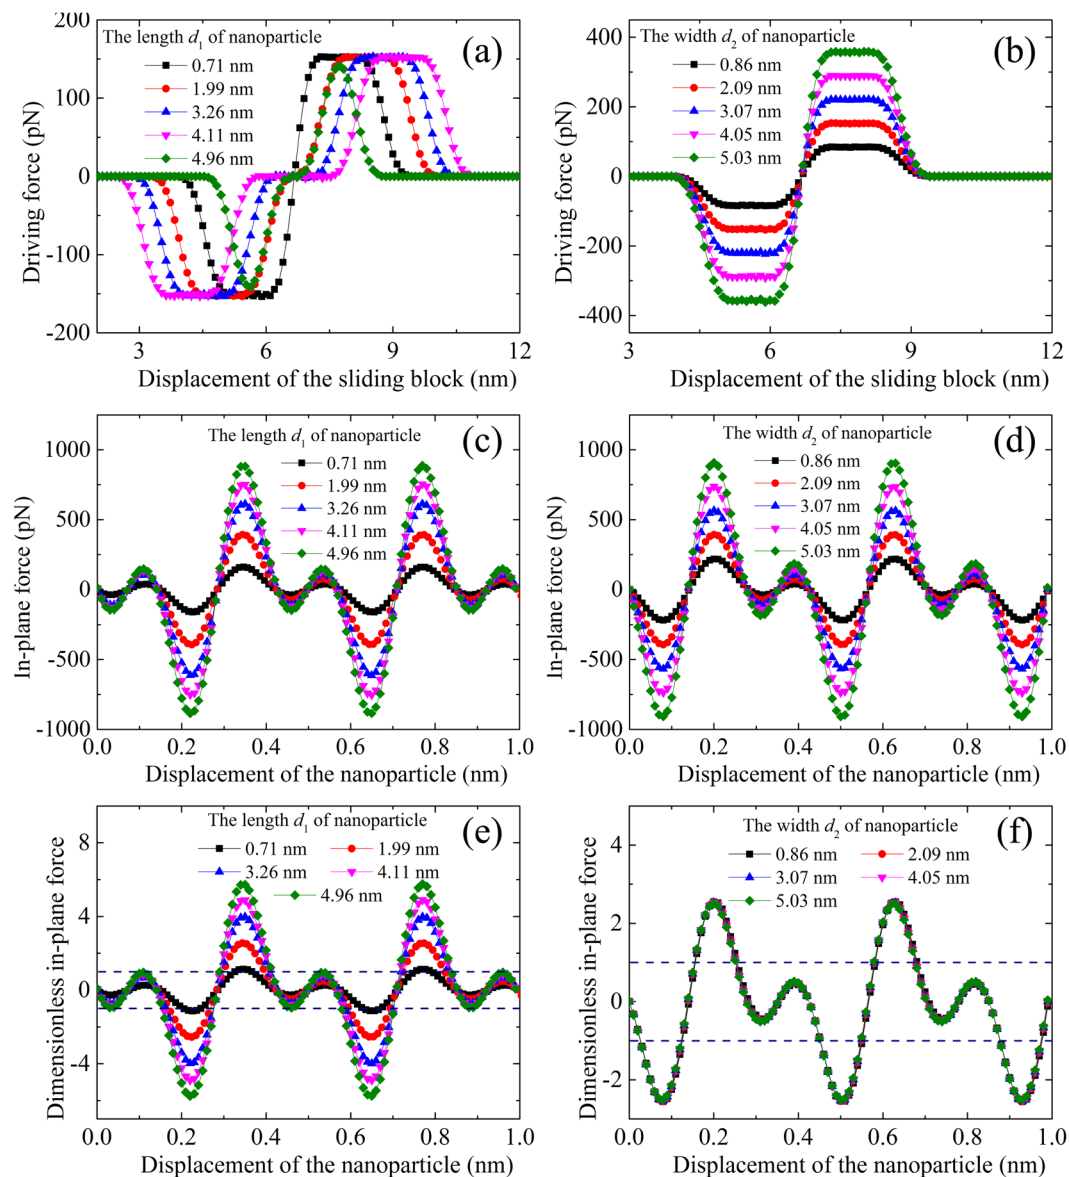 (a)
The length d1 of nanoparticle
0.71 nm
1.99 nm
3.26 nm
4.11 nm
4.96 nm
200
150
100
50
0
-50
-100
-150
-200
Driving force (pN)
3 6 9 12
Displacement of the sliding block (nm)
(b)
The width d2 of nanoparticle
0.86 nm
2.09 nm
3.07 nm
4.05 nm
5.03 nm
400
200
0
-200
-400
Driving force (pN)
3 6 9 12
Displacement of the sliding block (nm)
(c)
The length d1 of nanoparticle
0.71 nm
1.99 nm
3.26 nm
4.11 nm
4.96 nm
1000
500
0
-500
-1000
In-plane force (pN)
0.0 0.2 0.4 0.6 0.8 1.0
Displacement of the nanoparticle (nm)
(d)
The width d2 of nanoparticle
0.86 nm
2.09 nm
3.07 nm
4.05 nm
5.03 nm
1000
500
0
-500
-1000
In-plane force (pN)
0.0 0.2 0.4 0.6 0.8 1.0
Displacement of the nanoparticle (nm)
(e)
The length d1 of nanoparticle
0.71 nm 1.99 nm
3.26 nm 4.11 nm
4.96 nm
8
4
0
-4
Dimensionless in-plane force
0.0 0.2 0.4 0.6 0.8 1.0
Displacement of the nanoparticle (nm)
(f)
The width d2 of nanoparticle
0.86 nm 2.09 nm
3.07 nm 4.05 nm
5.03 nm
4
2
0
-2
Dimensionless in-plane force
0.0 0.2 0.4 0.6 0.8 1.0
Displacement of the nanoparticle (nm)